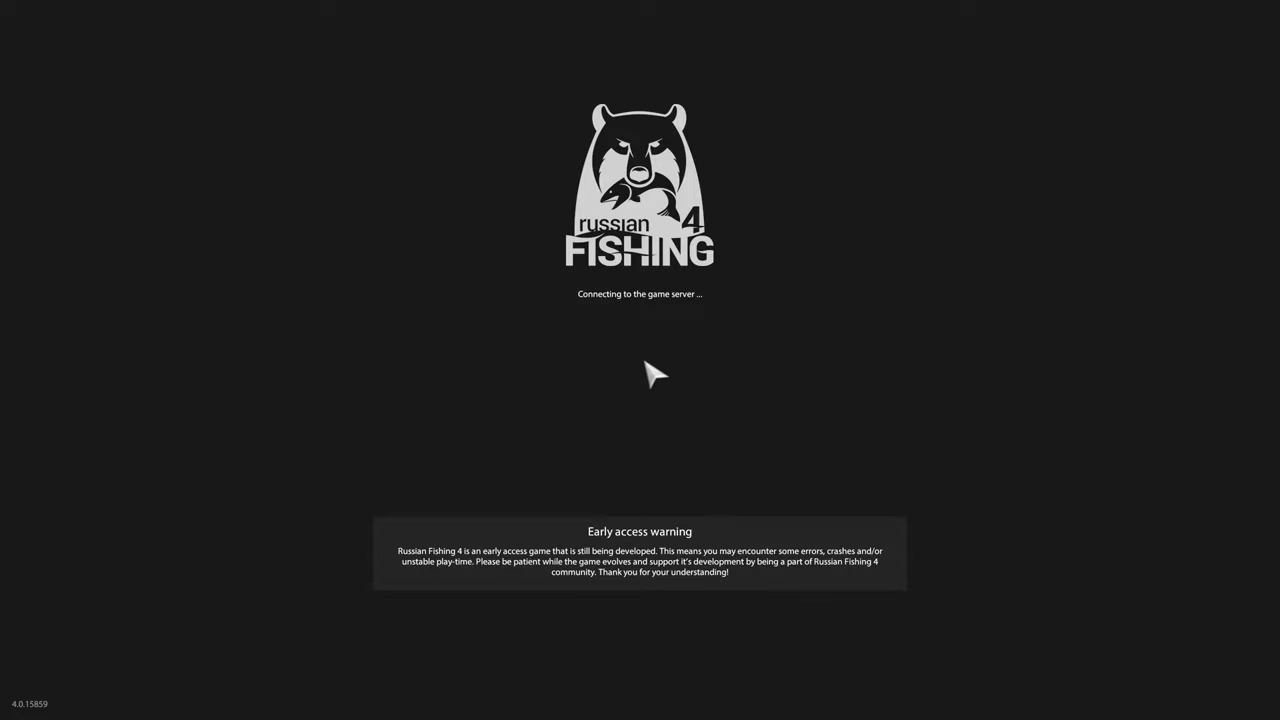 russian 4
FISHING
Connecting to the game server ...
Early access warning
Russian Fishing 4 is an early access game that is still being developed. This means you may encounter some errors, crashes and/or
unstable play-time. Please be patient while the game evolves and support it's development by being a part of Russian Fishing 4
community. Thank you for your understanding!
4.0.15859